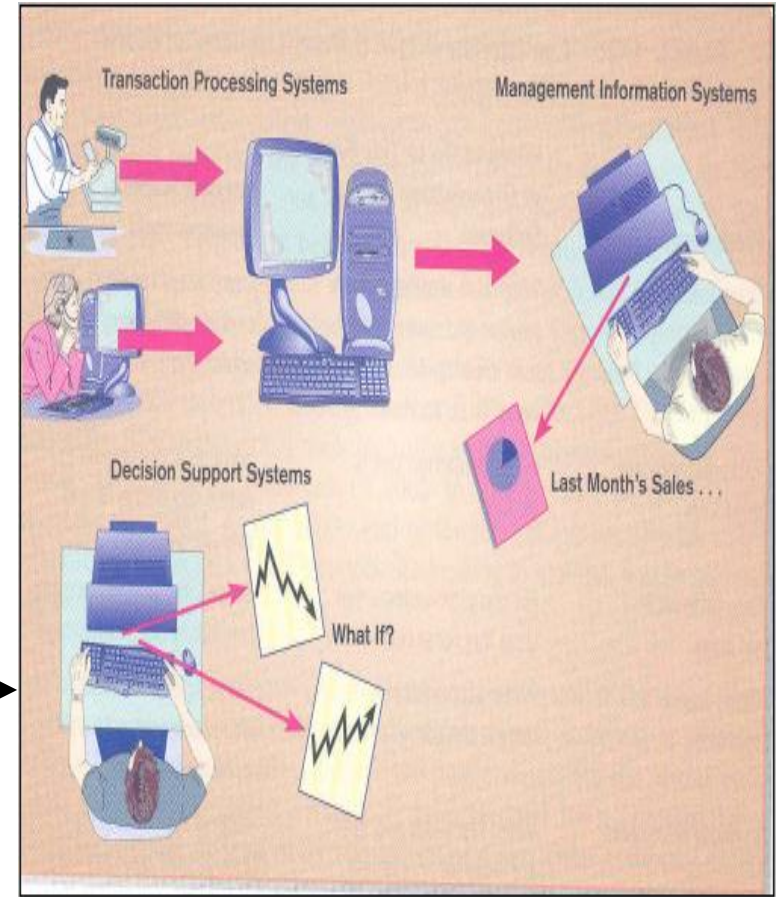 Transaction Processing Systems
Management Information Systems
Last Month's Sales . . .
Decision Support Systems
What If?